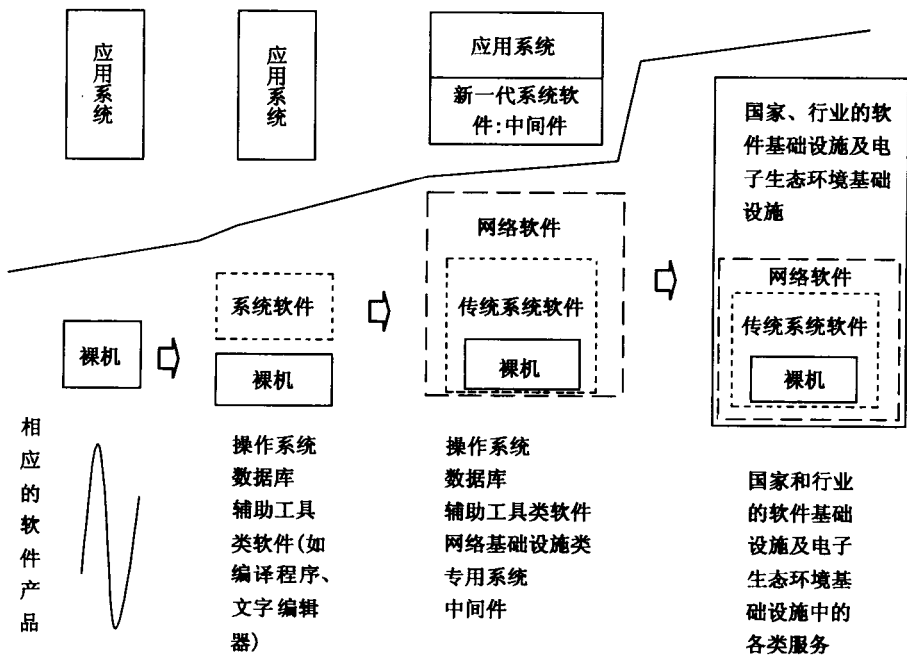 应用系统
应用系统
应用系统
新一代系统软
件:中间件
国家、行业的软
件基础设施及电
子生态环境基础
设施
网络软件
网络软件
系统软件
传统系统软件
传统系统软件
裸机
裸机
裸机
裸机
相应的软件产品
操作系统
数据库
辅助工具
类软件(如
编译程序、
文字编辑
器)
操作系统
数据库
辅助工具类软件
网络基础设施类
专用系统
中间件
国家和行业
的软件基础
设施及电子
生态环境基
础设施中的
各类服务